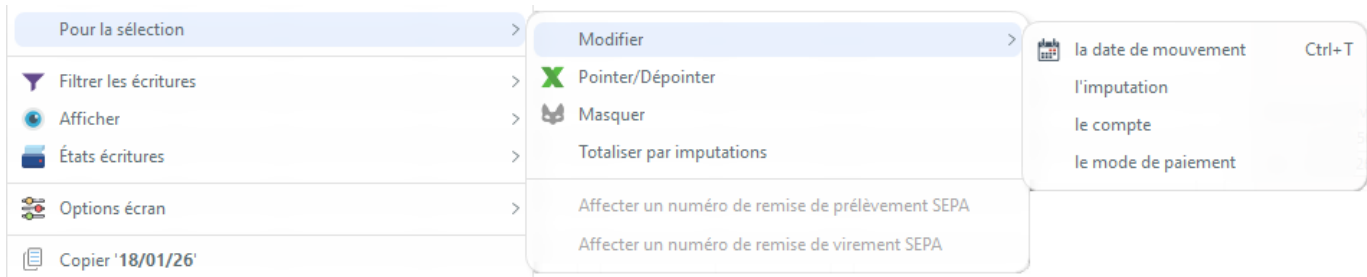 Pour la sélection
Filtrer les écritures
Afficher
États écritures
Options écran
Copier '18/01/26'
Modifier
Pointer/Dépointer
Masquer
Totaliser par imputations
Affecter un numéro de remise de prélèvement SEPA
Affecter un numéro de remise de virement SEPA
la date de mouvement Ctrl+T
l'imputation
le compte
le mode de paiement